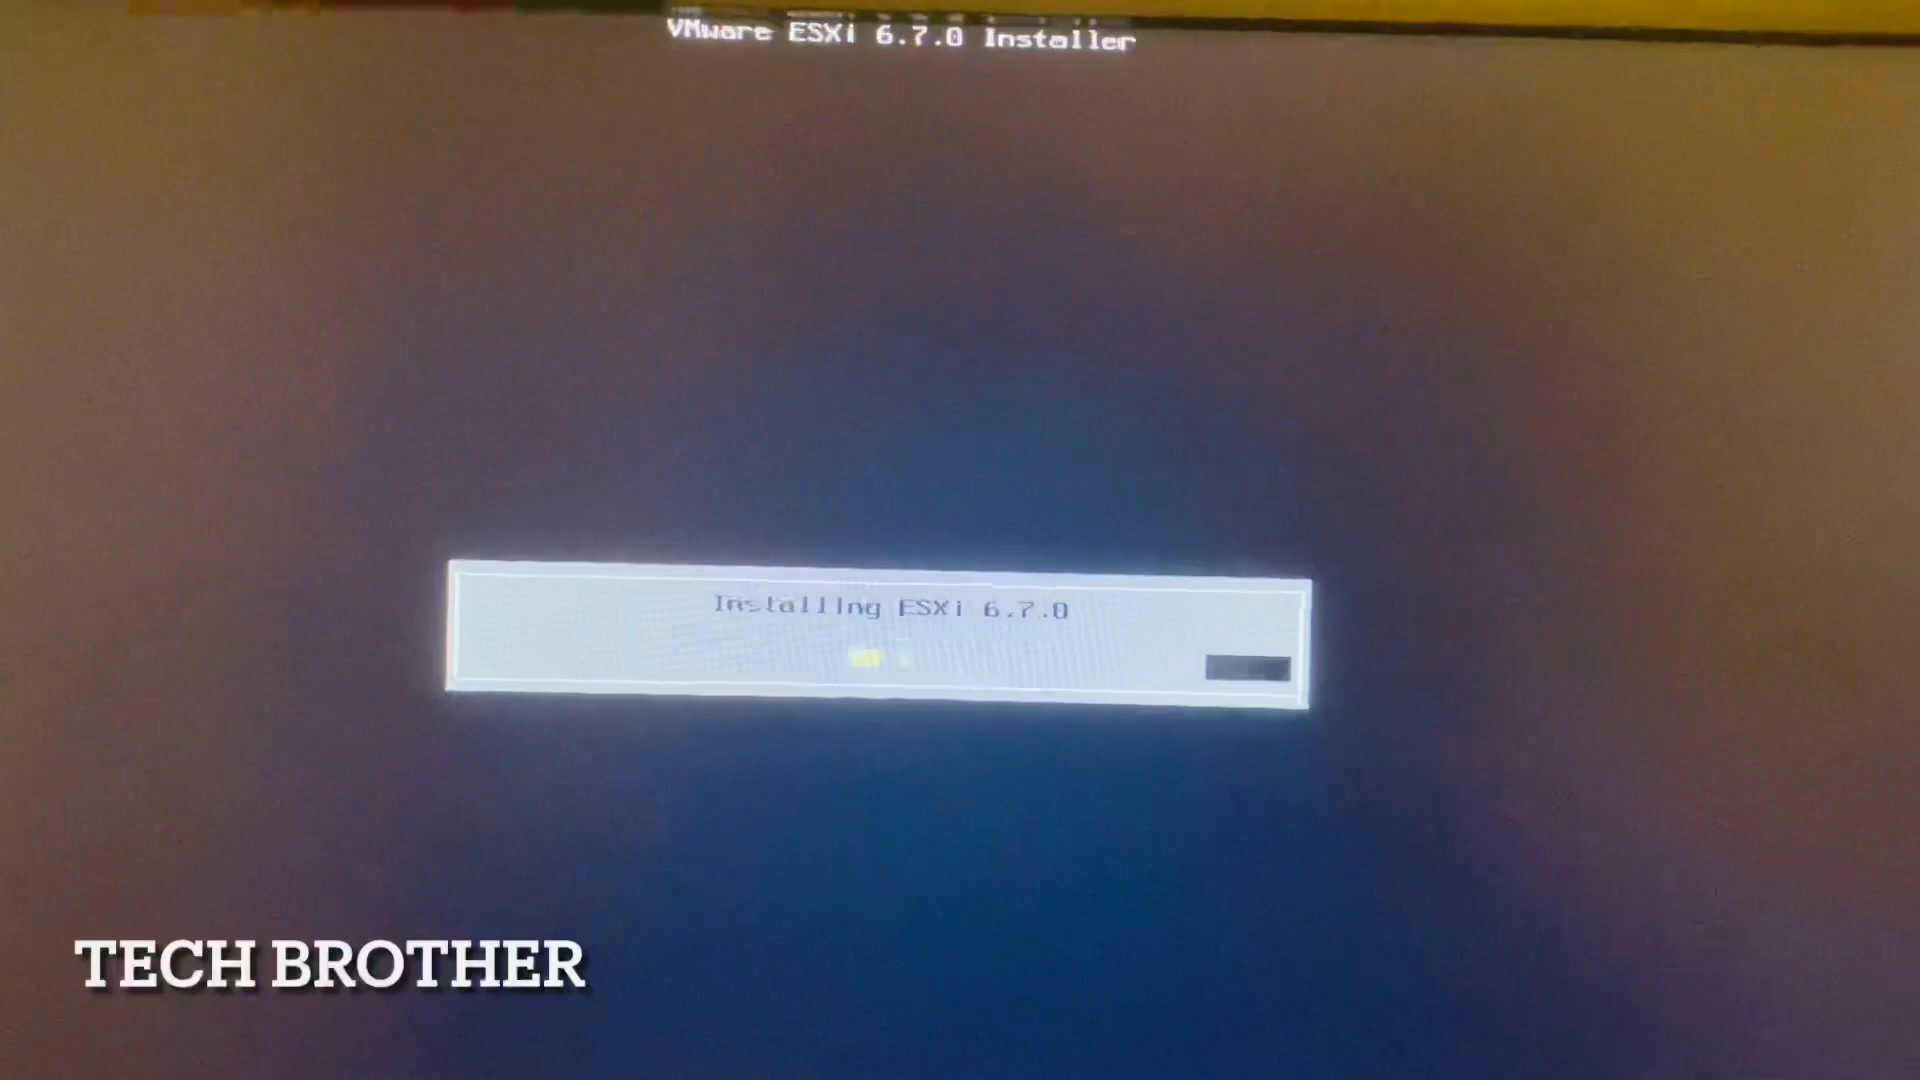 VMware ESXi 6.7.0 Installer
Installing ESXi 6.7.0
TECH BROTHER